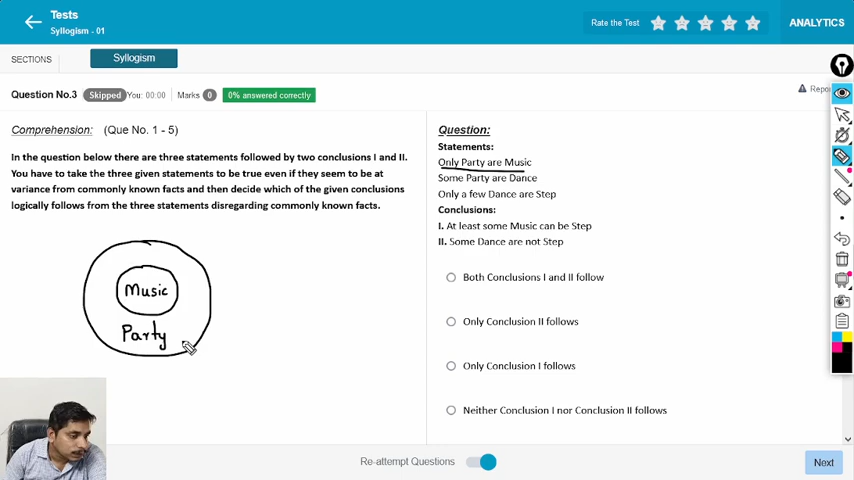 Tests
Syllogism - 01
Rate the Test
ANALYTICS
SECTIONS
Syllogism
Question No.3 Skipped You: 00:00 Marks 0 0% answered correctly
Comprehension: (Que No. 1 - 5)
In the question below there are three statements followed by two conclusions I and II.
You have to take the three given statements to be true even if they seem to be at
variance from commonly known facts and then decide which of the given conclusions
logically follows from the three statements disregarding commonly known facts.
Music
Party
Question:
Statements:
Only Party are Music
Some Party are Dance
Only a few Dance are Step
Conclusions:
I. At least some Music can be Step
II. Some Dance are not Step
Both Conclusions I and II follow
Only Conclusion II follows
Only Conclusion I follows
Neither Conclusion I nor Conclusion II follows
Re-attempt Questions
Next